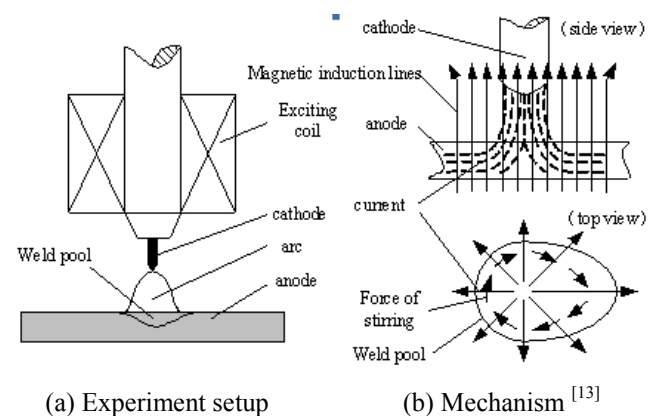 Exciting
coil
cathode
arc
Weld pool
anode
(a) Experiment setup
cathode
(side view)
Magnetic induction lines
anode
current
(top view)
Force of
stirring
Weld pool
(b) Mechanism [13]